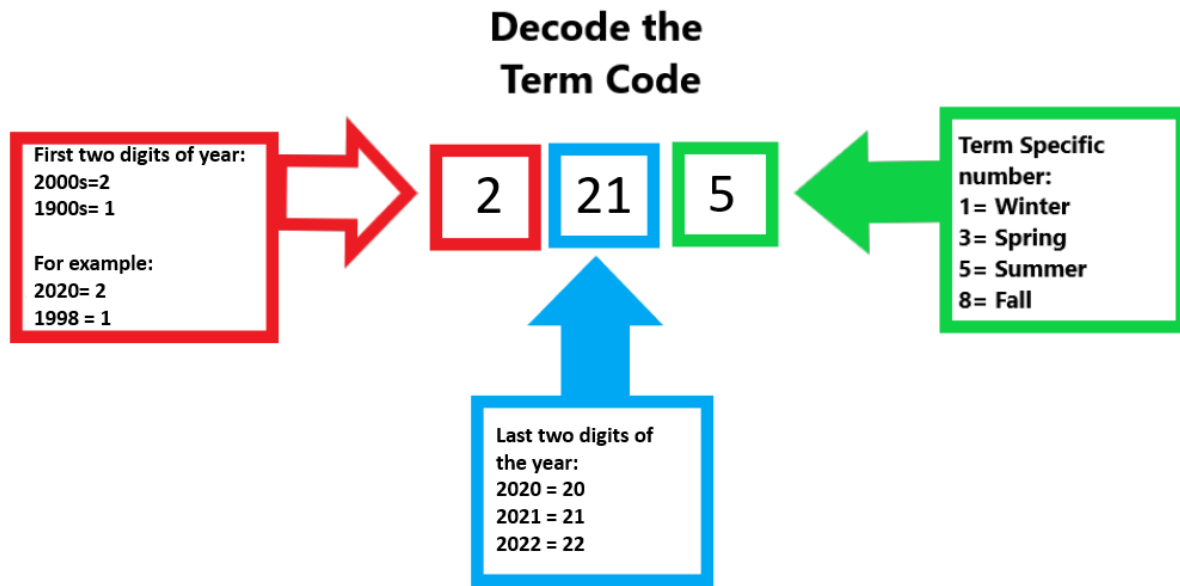 Decode the
Term Code
First two digits of year:
2000s=2
1900s= 1
For example:
2020= 2
1998 = 1
2
21
5
Term Specific
number:
1= Winter
3= Spring
5= Summer
8= Fall
Last two digits of
the year:
2020 = 20
2021 = 21
2022 = 22